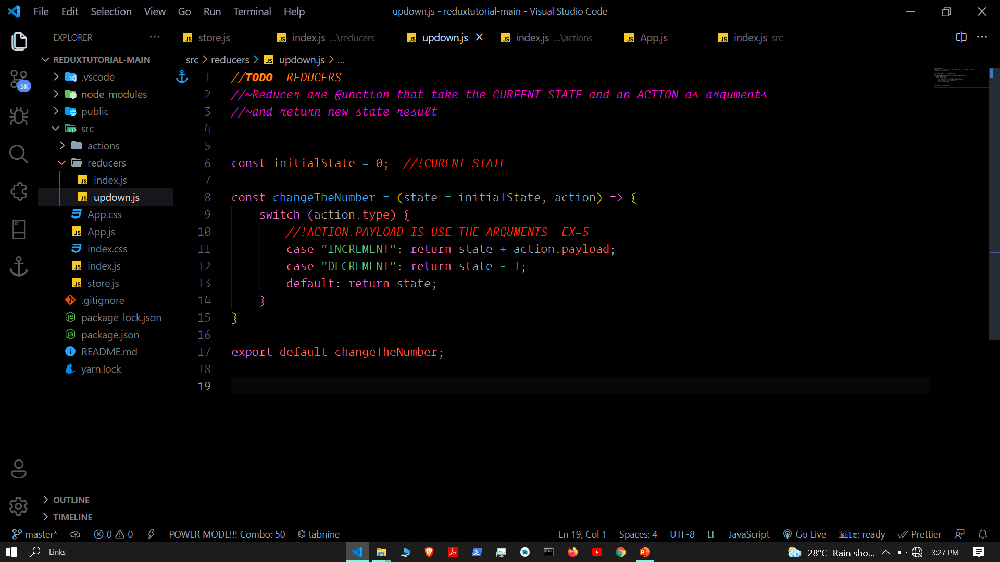 File Edit Selection View Go Run Terminal Help
updown.js - reduxtutorial-main - Visual Studio Code
EXPLORER
store.js
index.js ...\reducers
updown.js
index.js ...\actions
App.js
index.js src
src > reducers > updown.js > ...
5K
REDUXTUTORIAL-MAIN
.vscode
node_modules
public
src
actions
reducers
index.js
updown.js
App.css
App.js
index.css
index.js
store.js
.gitignore
package-lock.json
package.json
README.md
yarn.lock
OUTLINE
TIMELINE
1 //TODO--REDUCERS
2 //~Reducer are function that take the CUREENT STATE and an ACTION as arguments
3 //~and return new state result
4
5
6 const initialState = 0;  //!CURENT STATE
7
8 const changeTheNumber = (state = initialState, action) => {
9     switch (action.type) {
10         //!ACTION.PAYLOAD IS USE THE ARGUMENTS  EX=5
11         case "INCREMENT": return state + action.payload;
12         case "DECREMENT": return state - 1;
13         default: return state;
14     }
15 }
16
17 export default changeTheNumber;
18
19
master* 0 0 POWER MODE!!! Combo: 50 tabnine
Ln 19, Col 1 Spaces: 4 UTF-8 LF JavaScript Go Live kite: ready Prettier
Links
28°C Rain sho... 3:27 PM